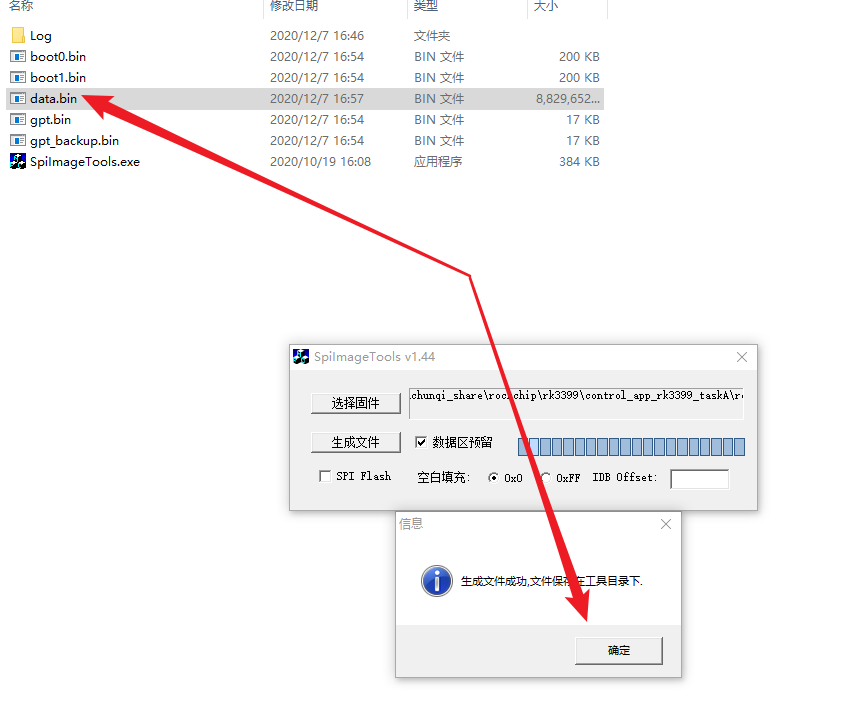 名称 修改日期 类型 大小
Log 2020/12/7 16:46 文件夹
boot0.bin 2020/12/7 16:54 BIN 文件 200 KB
boot1.bin 2020/12/7 16:54 BIN 文件 200 KB
data.bin 2020/12/7 16:57 BIN 文件 8,829,652...
gpt.bin 2020/12/7 16:54 BIN 文件 17 KB
gpt_backup.bin 2020/12/7 16:54 BIN 文件 17 KB
SpiImageTools.exe 2020/10/19 16:08 应用程序 384 KB
SpiImageTools v1.44
选择固件 .chunqi_share\rockchip\rk3399\control_app_rk3399_taskA\r
生成文件 数据区预留
SPI Flash 空白填充: 0x0 0xFF IDB Offset:
信息
生成文件成功,文件保存在工具目录下.
确定